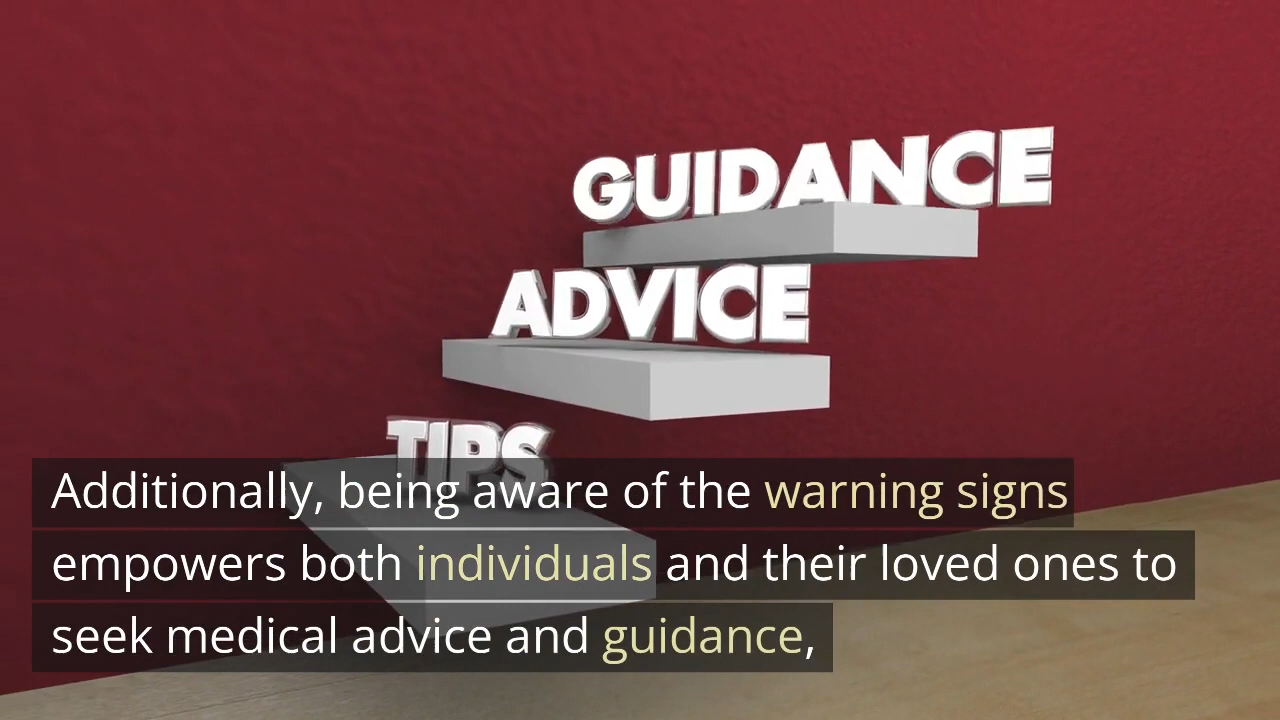 GUIDANCE
ADVICE
TIPS
Additionally, being aware of the warning signs
empowers both individuals and their loved ones to
seek medical advice and guidance,